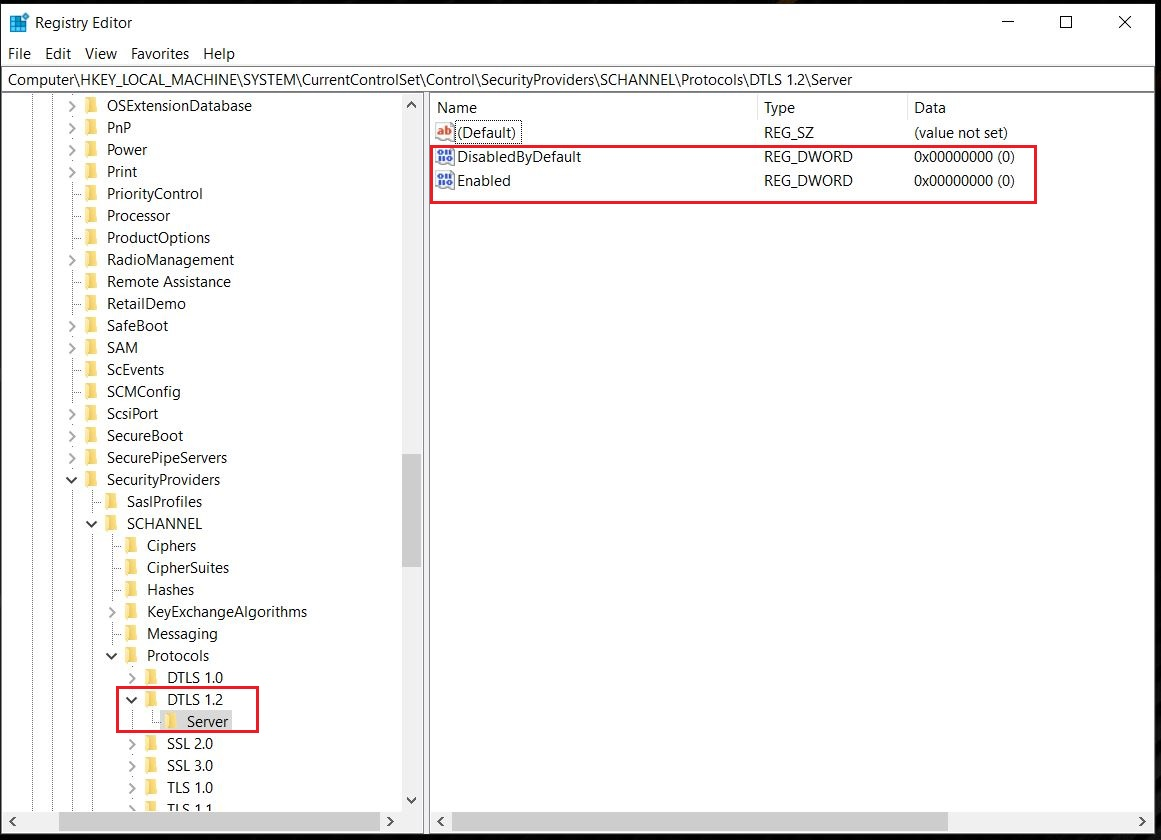 Registry Editor
File Edit View Favorites Help
Computer\HKEY_LOCAL_MACHINE\SYSTEM\CurrentControlSet\Control\SecurityProviders\SCHANNEL\Protocols\DTLS 1.2\Server
OSExtensionDatabase
PnP
Power
Print
PriorityControl
Processor
ProductOptions
RadioManagement
Remote Assistance
RetailDemo
SafeBoot
SAM
ScEvents
SCMConfig
ScsiPort
SecureBoot
SecurePipeServers
SecurityProviders
SaslProfiles
SCHANNEL
Ciphers
CipherSuites
Hashes
KeyExchangeAlgorithms
Messaging
Protocols
DTLS 1.0
DTLS 1.2
Server
SSL 2.0
SSL 3.0
TLS 1.0
TLS 1.1
Name Type Data
(Default) REG_SZ (value not set)
DisabledByDefault REG_DWORD 0x00000000 (0)
Enabled REG_DWORD 0x00000000 (0)